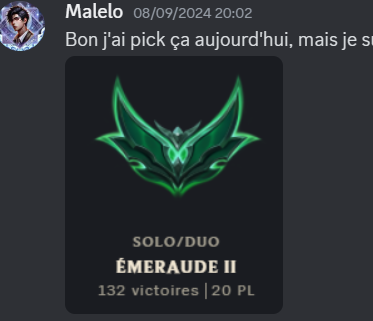 Malelo 08/09/2024 20:02
Bon j'ai pick ça aujourd'hui, mais je
SOLO/DUO
ÉMERAUDE II
132 victoires | 20 PL